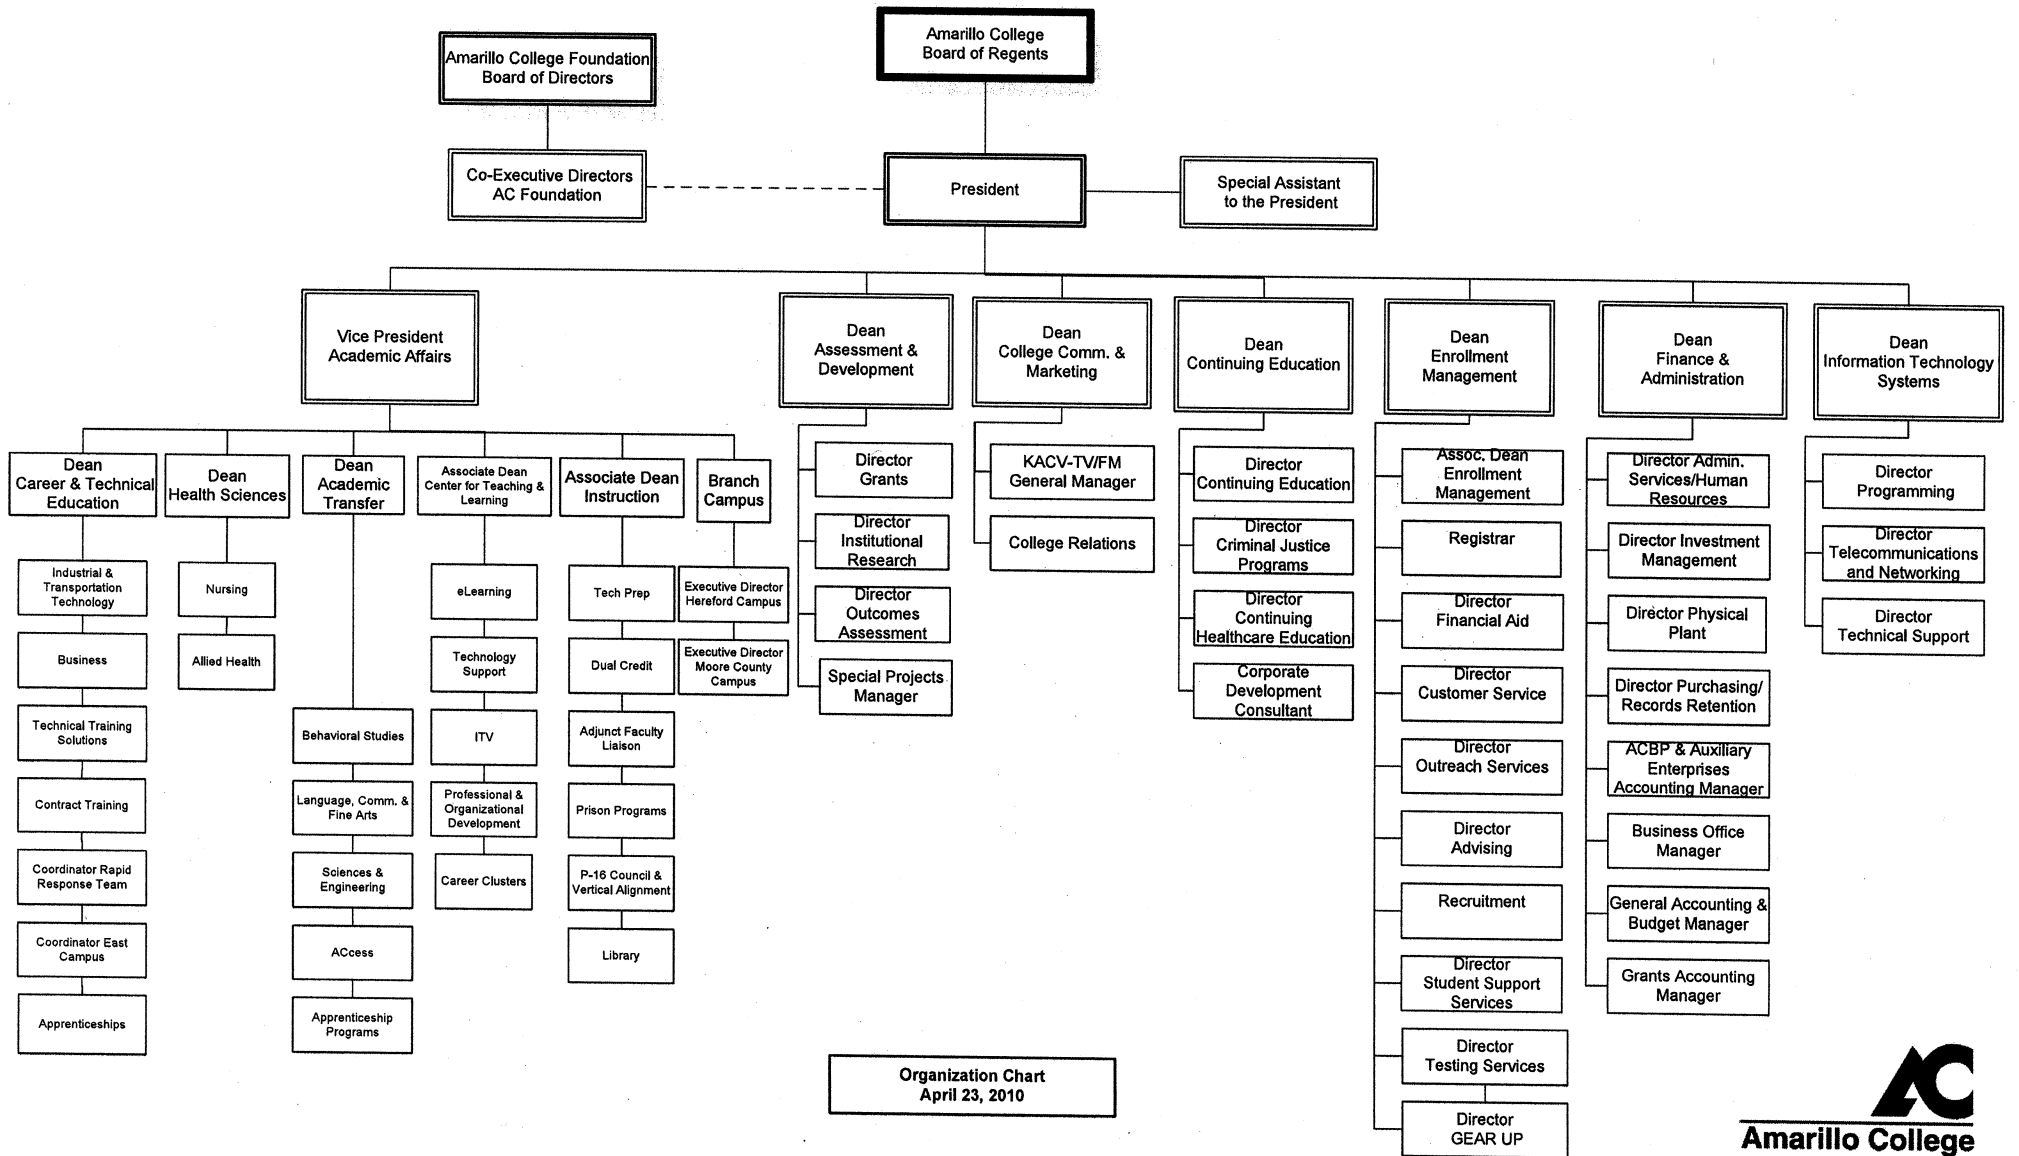 Amarillo College Foundation
Board of Directors
Amarillo College
Board of Regents
Co-Executive Directors
AC Foundation
President
Special Assistant
to the President
Vice President
Academic Affairs
Dean
Assessment &
Development
Dean
College Comm. &
Marketing
Dean
Continuing Education
Dean
Enrollment
Management
Dean
Finance &
Administration
Dean
Information Technology
Systems
Dean
Career & Technical
Education
Dean
Health Sciences
Dean
Academic
Transfer
Associate Dean
Center for Teaching &
Learning
Associate Dean
Instruction
Branch
Campus
Industrial &
Transportation
Technology
Business
Technical Training
Solutions
Contract Training
Coordinator Rapid
Response Team
Coordinator East
Campus
Apprenticeships
Nursing
Allied Health
Behavioral Studies
Language, Comm. &
Fine Arts
Sciences &
Engineering
ACcess
Apprenticeship
Programs
eLearning
Technology
Support
ITV
Professional &
Organizational
Development
Career Clusters
Tech Prep
Dual Credit
Adjunct Faculty
Liaison
Prison Programs
P-16 Council &
Vertical Alignment
Library
Executive Director
Hereford Campus
Executive Director
Moore County
Campus
Director
Grants
Director
Institutional
Research
Director
Outcomes
Assessment
Special Projects
Manager
KACV-TV/FM
General Manager
College Relations
Director
Continuing Education
Director
Criminal Justice
Programs
Director
Continuing
Healthcare Education
Corporate
Development
Consultant
Assoc. Dean
Enrollment
Management
Registrar
Director
Financial Aid
Director
Customer Service
Director
Outreach Services
Director
Advising
Recruitment
Director
Student Support
Services
Director
Testing Services
Director
GEAR UP
Director Admin.
Services/Human
Resources
Director Investment
Management
Director Physical
Plant
Director Purchasing/
Records Retention
ACBP & Auxiliary
Enterprises
Accounting Manager
Business Office
Manager
General Accounting &
Budget Manager
Grants Accounting
Manager
Director
Programming
Director
Telecommunications
and Networking
Director
Technical Support
Organization Chart
April 23, 2010
AC
Amarillo College